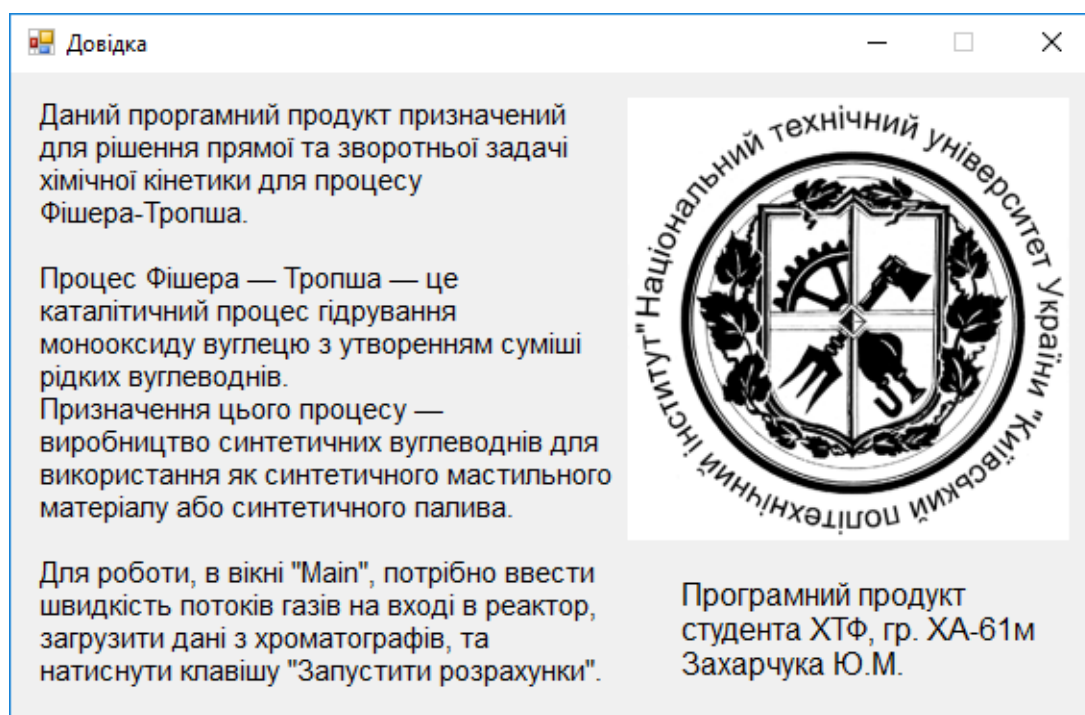 Довідка
Даний проргамний продукт призначений
для рішення прямої та зворотньої задачі
хімічної кінетики для процесу
Фішера-Тропша.
Процес Фішера — Тропша — це
каталітичний процес гідрування
монооксиду вуглецю з утворенням суміші
рідких вуглеводнів.
Призначення цього процесу —
виробництво синтетичних вуглеводнів для
використання як синтетичного мастильного
матеріалу або синтетичного палива.
Для роботи, в вікні "Main", потрібно ввести
швидкість потоків газів на вході в реактор,
загрузити дані з хроматографів, та
натиснути клавішу "Запустити розрахунки".
Національний технічний університет України "Київський політехнічний інститут"
Програмний продукт
студента ХТФ, гр. ХА-61м
Захарчука Ю.М.